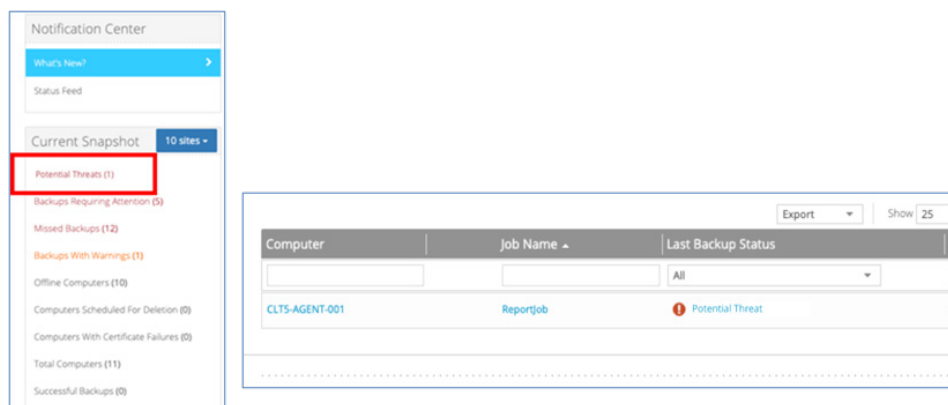 Notification Center
What's New?
Status Feed
Current Snapshot 10 sites
Potential Threats (1)
Backups Requiring Attention (5)
Missed Backups (12)
Backups With Warnings (1)
Offline Computers (10)
Computers Scheduled For Deletion (0)
Computers With Certificate Failures (0)
Total Computers (11)
Successful Backups (0)
Export Show 25
Computer Job Name Last Backup Status
All
CLT5-AGENT-001 ReportJob Potential Threat